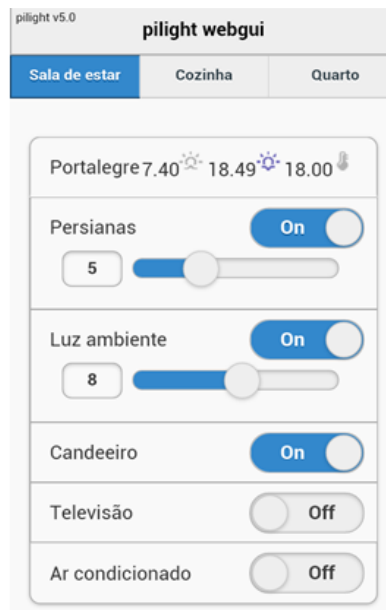 pilight v5.0
pilight webgui
Sala de estar Cozinha Quarto
Portalegre 7.40 18.49 18.00
Persianas On
5
Luz ambiente On
8
Candeeiro On
Televisão Off
Ar condicionado Off